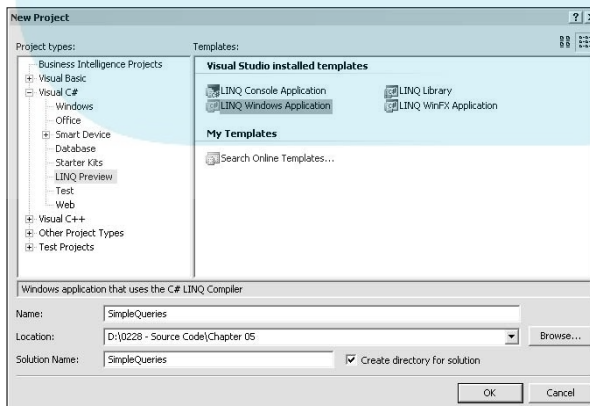 New Project
Project types:
Templates:
Business Intelligence Projects
Visual Basic
Visual C#
Windows
Office
Smart Device
Database
Starter Kits
LINQ Preview
Test
Web
Visual C++
Other Project Types
Test Projects
Visual Studio installed templates
LINQ Console Application
LINQ Library
LINQ Windows Application
LINQ WinFX Application
My Templates
Search Online Templates...
Windows application that uses the C# LINQ Compiler
Name: SimpleQueries
Location: D:\0228 - Source Code\Chapter 05 Browse...
Solution Name: SimpleQueries Create directory for solution
OK Cancel